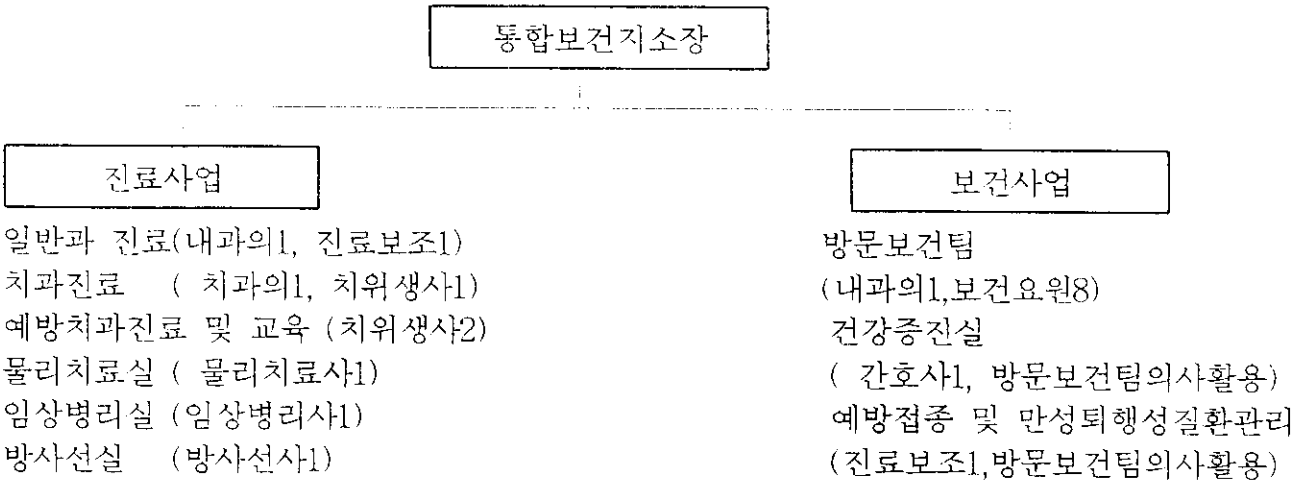 통합보건지소장
진료사업
일반과 진료(내과의1, 진료보조1)
치과진료 ( 치과의1, 치위생사1)
예방치과진료 및 교육 (치위생사2)
물리치료실 ( 물리치료사1)
임상병리실 (임상병리사1)
방사선실 (방사선사1)
보건사업
방문보건팀
(내과의1,보건요원8)
건강증진실
( 간호사1, 방문보건팀의사활용)
예방접종 및 만성퇴행성질환관리
(진료보조1,방문보건팀의사활용)